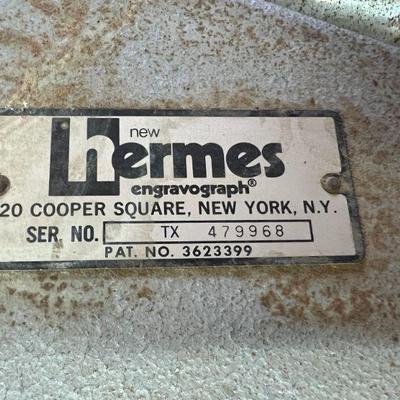 new
hermes
engravograph®
20 COOPER SQUARE, NEW YORK, N.Y.
SER. NO. TX 479968
PAT. NO. 3623399